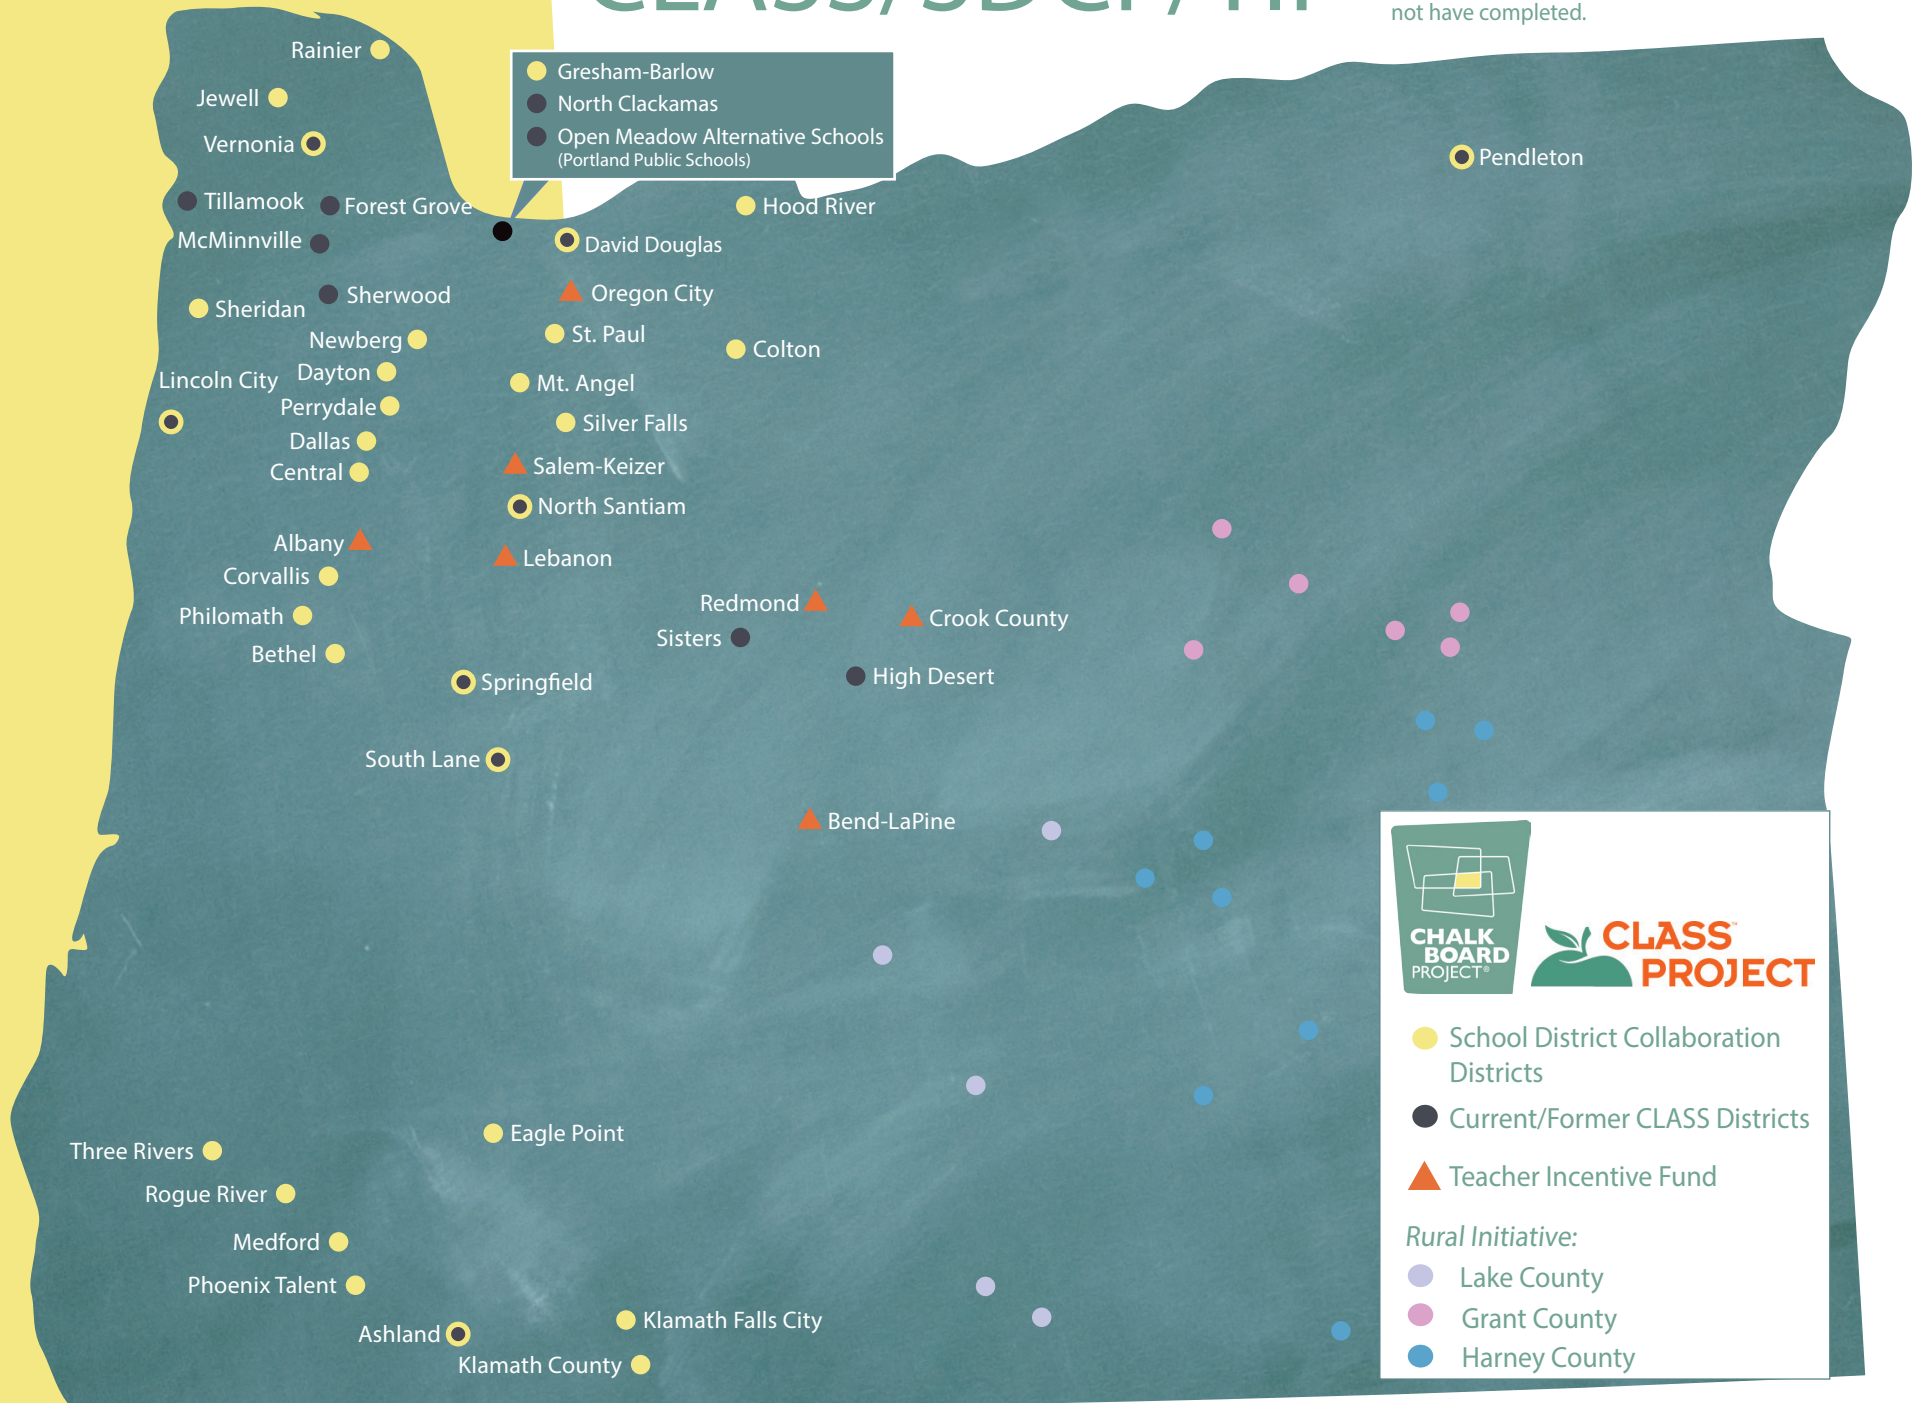 CLASS/SDCF/TIF
not have completed.
Rainier
Gresham-Barlow
Jewell
North Clackamas
Vernonia
Open Meadow Alternative Schools
(Portland Public Schools)
Pendleton
Tillamook
Forest Grove
Hood River
McMinnville
David Douglas
Sherwood
Oregon City
Sheridan
Newberg
St. Paul
Colton
Lincoln City
Dayton
Mt. Angel
Perrydale
Silver Falls
Dallas
Central
Salem-Keizer
North Santiam
Albany
Lebanon
Corvallis
Redmond
Crook County
Philomath
Sisters
Bethel
High Desert
Springfield
South Lane
Bend-LaPine
CHALK
BOARD
PROJECT®
CLASS™
PROJECT
School District Collaboration
Districts
Current/Former CLASS Districts
Teacher Incentive Fund
Rural Initiative:
Lake County
Grant County
Harney County
Eagle Point
Three Rivers
Rogue River
Medford
Phoenix Talent
Ashland
Klamath Falls City
Klamath County